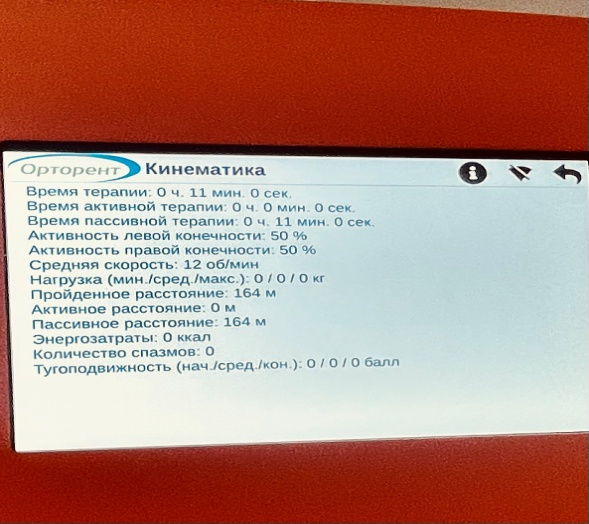 Орторент Кинематика
Время терапии: 0 ч. 11 мин. 0 сек.
Время активной терапии: 0 ч. 0 мин. 0 сек.
Время пассивной терапии: 0 ч. 11 мин. 0 сек.
Активность левой конечности: 50 %
Активность правой конечности: 50 %
Средняя скорость: 12 об/мин
Нагрузка (мин./сред./макс.): 0 / 0 / 0 кг
Пройденное расстояние: 164 м
Активное расстояние: 0 м
Пассивное расстояние: 164 м
Энергозатраты: 0 ккал
Количество спазмов: 0
Тугоподвижность (нач./сред./кон.): 0 / 0 / 0 балл